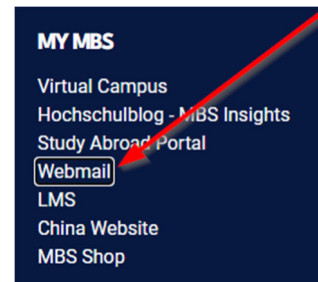 MY MBS
Virtual Campus
Hochschulblog - MBS Insights
Study Abroad Portal
Webmail
LMS
China Website
MBS Shop